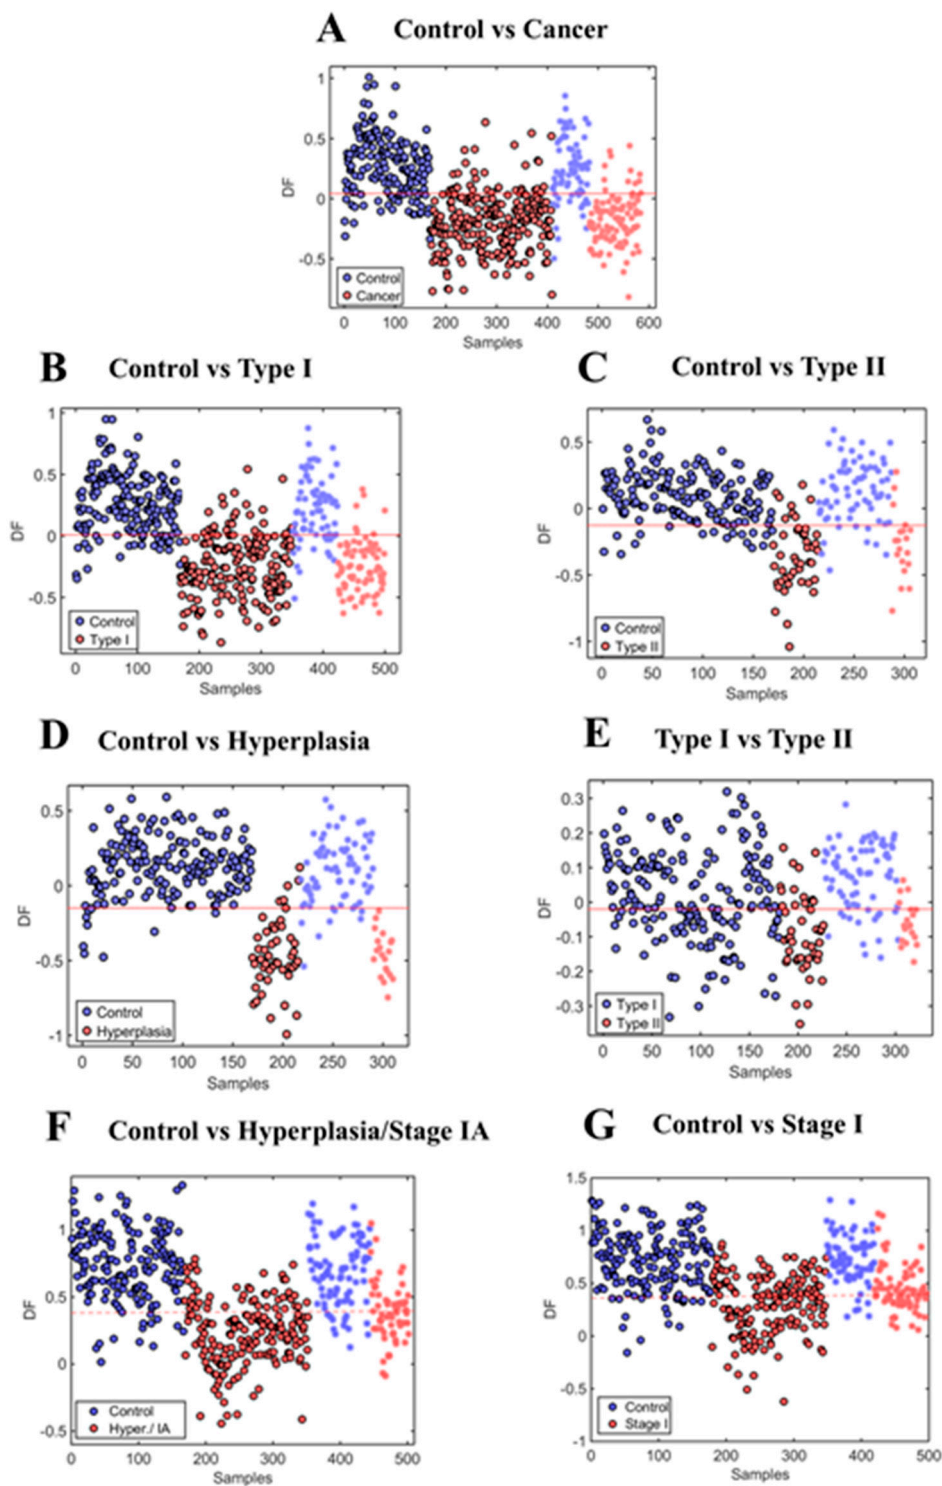 A Control vs Cancer
1
0.5
0
-0.5
DF
Control
Cancer
0 100 200 300 400 500 600
Samples
B Control vs Type I
1
0.5
0
-0.5
DF
Control
Type I
0 100 200 300 400 500
Samples
C Control vs Type II
0.5
0
-0.5
-1
DF
Control
Type II
0 50 100 150 200 250 300
Samples
D Control vs Hyperplasia
0.5
0
-0.5
-1
DF
Control
Hyperplasia
0 50 100 150 200 250 300
Samples
E Type I vs Type II
0.3
0.2
0.1
0
-0.1
-0.2
-0.3
DF
Type I
Type II
0 50 100 150 200 250 300
Samples
F Control vs Hyperplasia/Stage IA
1
0.5
0
-0.5
DF
Control
Hyper./ IA
0 100 200 300 400 500
Samples
G Control vs Stage I
1.5
1
0.5
0
-0.5
-1
DF
Control
Stage I
0 100 200 300 400 500
Samples